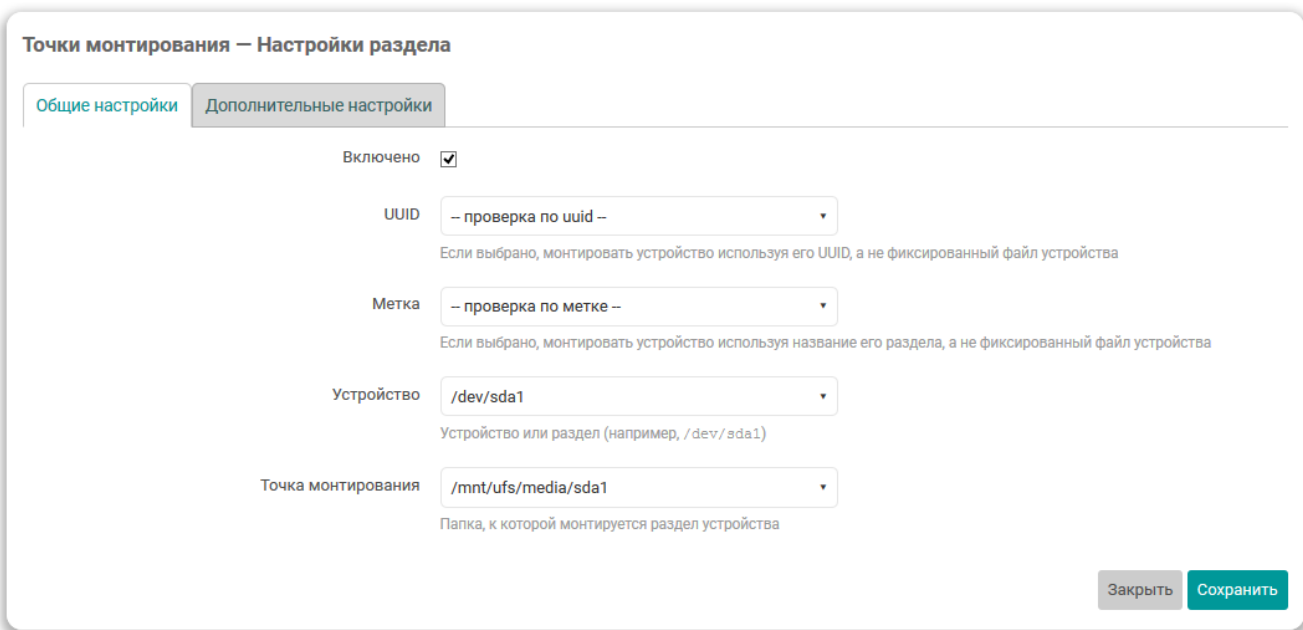 Точки монтирования — Настройки раздела
Общие настройки
Дополнительные настройки
Включено
UUID
-- проверка по uuid --
Если выбрано, монтировать устройство используя его UUID, а не фиксированный файл устройства
Метка
-- проверка по метке --
Если выбрано, монтировать устройство используя название его раздела, а не фиксированный файл устройства
Устройство
/dev/sda1
Устройство или раздел (например, /dev/sda1)
Точка монтирования
/mnt/ufs/media/sda1
Папка, к которой монтируется раздел устройства
Закрыть
Сохранить